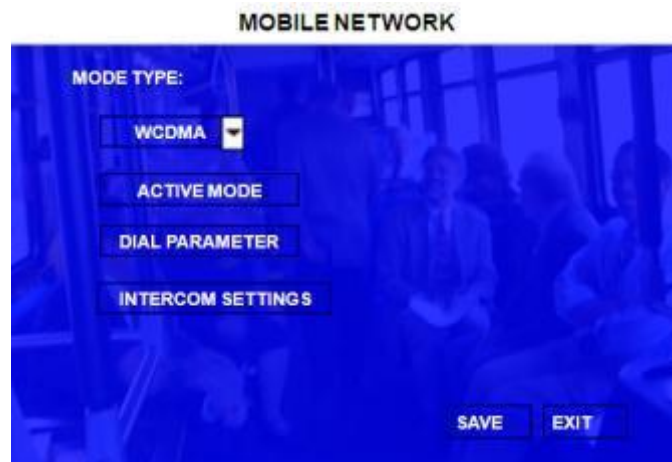 MOBILE NETWORK
MODE TYPE:
WCDMA
ACTIVE MODE
DIAL PARAMETER
INTERCOM SETTINGS
SAVE EXIT